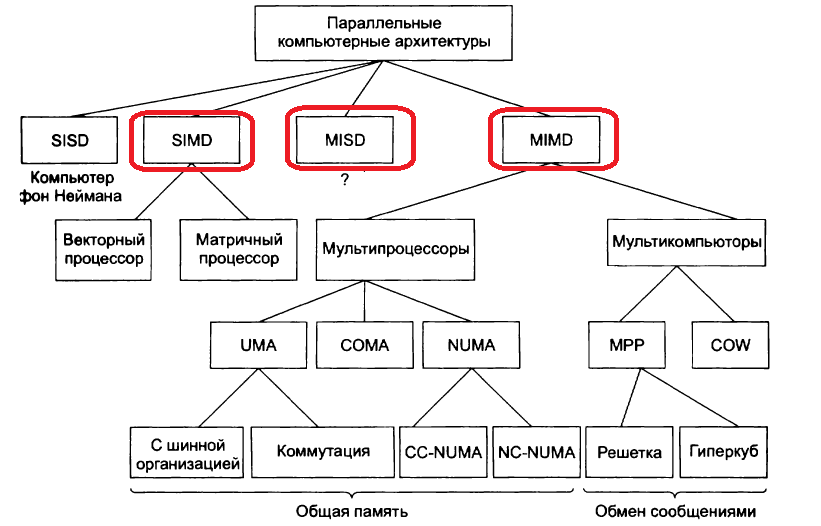 Параллельные
компьютерные архитектуры
SISD
SIMD
MISD
MIMD
Компьютер
фон Неймана
?
Векторный
процессор
Матричный
процессор
Мультипроцессоры
Мультикомпьюторы
UMA
COMA
NUMA
MPP
COW
С шинной
организацией
Коммутация
CC-NUMA
NC-NUMA
Решетка
Гиперкуб
Общая память
Обмен сообщениями